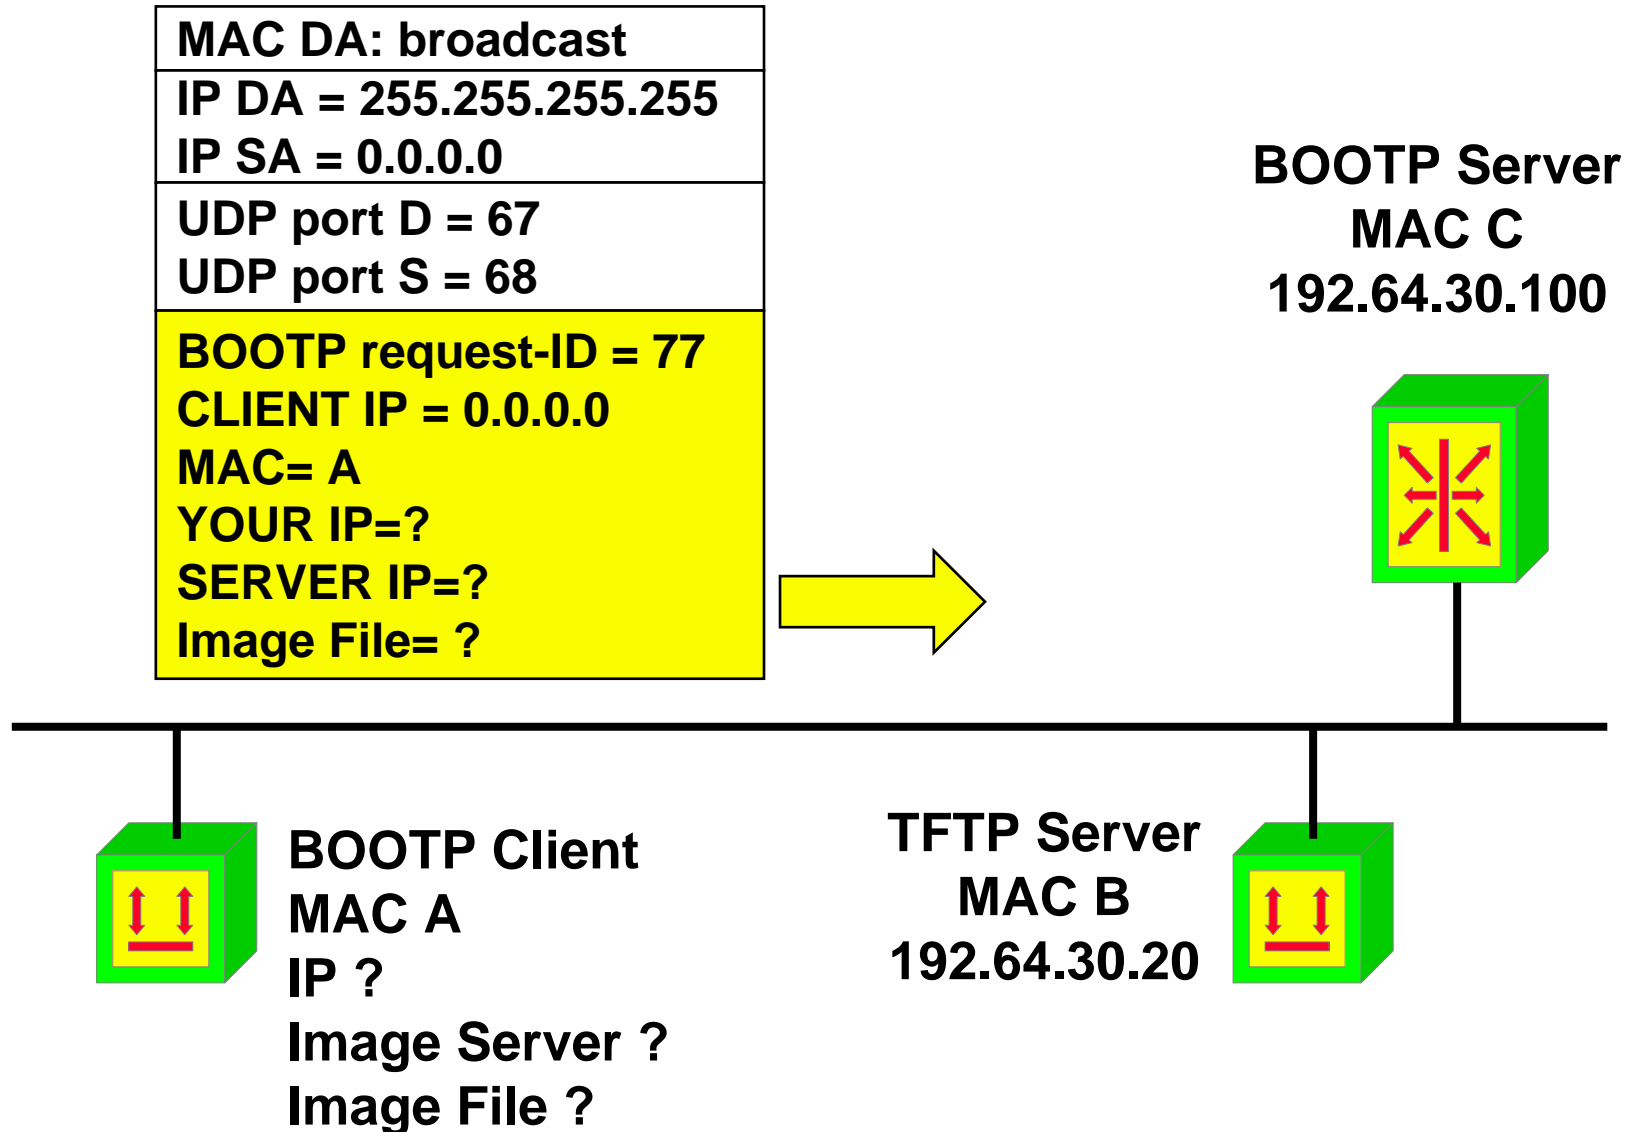 MAC DA: broadcast
IP DA = 255.255.255.255
IP SA = 0.0.0.0
UDP port D = 67
UDP port S = 68
BOOTP request-ID = 77
CLIENT IP = 0.0.0.0
MAC= A
YOUR IP=?
SERVER IP=?
Image File= ?
BOOTP Server
MAC C
192.64.30.100
BOOTP Client
MAC A
IP ?
Image Server ?
Image File ?
TFTP Server
MAC B
192.64.30.20